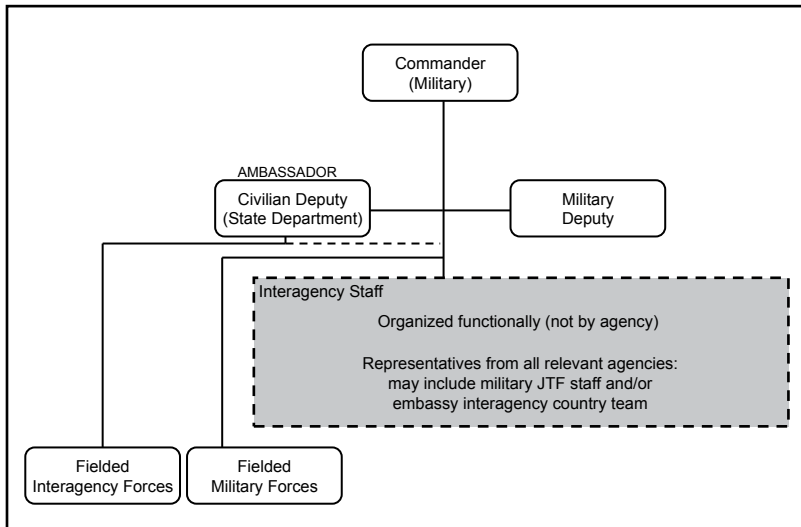 Commander
(Military)
AMBASSADOR
Civilian Deputy
(State Department)
Military
Deputy
Interagency Staff
Organized functionally (not by agency)
Representatives from all relevant agencies:
may include military JTF staff and/or
embassy interagency country team
Fielded
Interagency Forces
Fielded
Military Forces